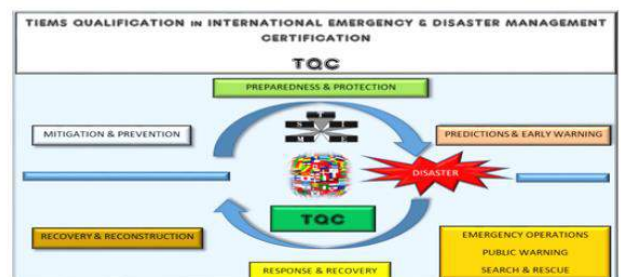 TIEMS QUALIFICATION IN INTERNATIONAL EMERGENCY & DISASTER MANAGEMENT
CERTIFICATION
TQC
PREPAREDNESS & PROTECTION
MITIGATION & PREVENTION
PREDICTIONS & EARLY WARNING
DISASTER
TQC
RECOVERY & RECONSTRUCTION
EMERGENCY OPERATIONS
PUBLIC WARNING
RESPONSE & RECOVERY
SEARCH & RESCUE